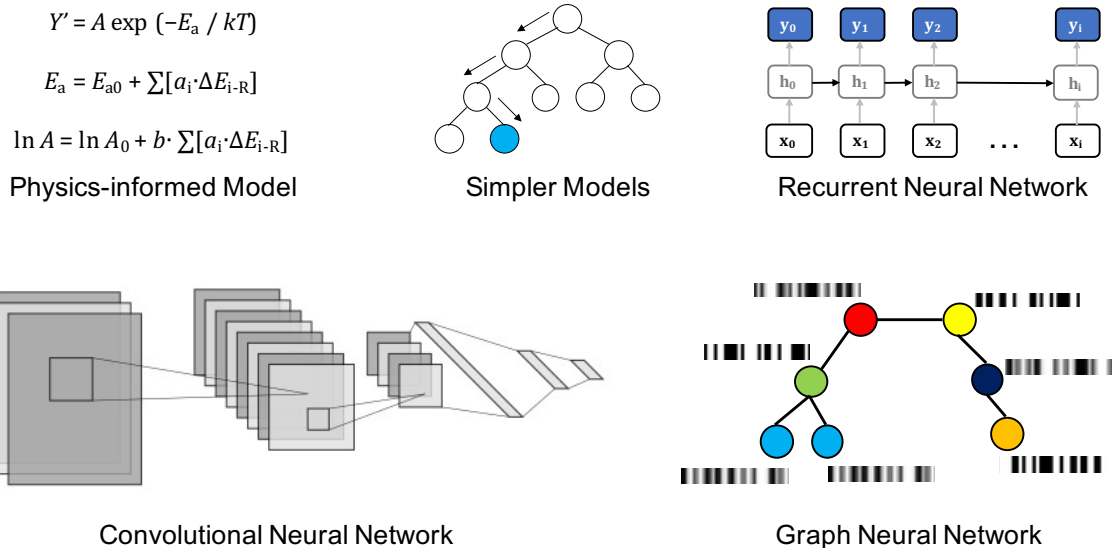 Y' = A exp (−Eₐ / kT)
Eₐ = Eₐ₀ + ∑[aᵢ·ΔEᵢ₋R]
ln A = ln A₀ + b· ∑[aᵢ·ΔEᵢ₋R]
Physics-informed Model
Simpler Models
y₀ y₁ y₂ yᵢ
h₀ h₁ h₂ hᵢ
x₀ x₁ x₂ ... xᵢ
Recurrent Neural Network
Convolutional Neural Network
Graph Neural Network